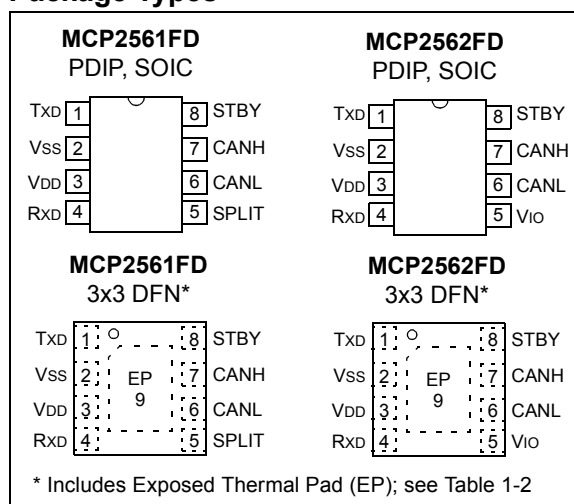 Package Types
MCP2561FD
PDIP, SOIC
TXD 1
8 STBY
VSS 2
7 CANH
VDD 3
6 CANL
RXD 4
5 SPLIT
MCP2562FD
PDIP, SOIC
TXD 1
8 STBY
VSS 2
7 CANH
VDD 3
6 CANL
RXD 4
5 VIO
MCP2561FD
3x3 DFN*
TXD 1
8 STBY
VSS 2
EP
9
7 CANH
VDD 3
6 CANL
RXD 4
5 SPLIT
MCP2562FD
3x3 DFN*
TXD 1
8 STBY
VSS 2
EP
9
7 CANH
VDD 3
6 CANL
RXD 4
5 VIO
* Includes Exposed Thermal Pad (EP); see Table 1-2